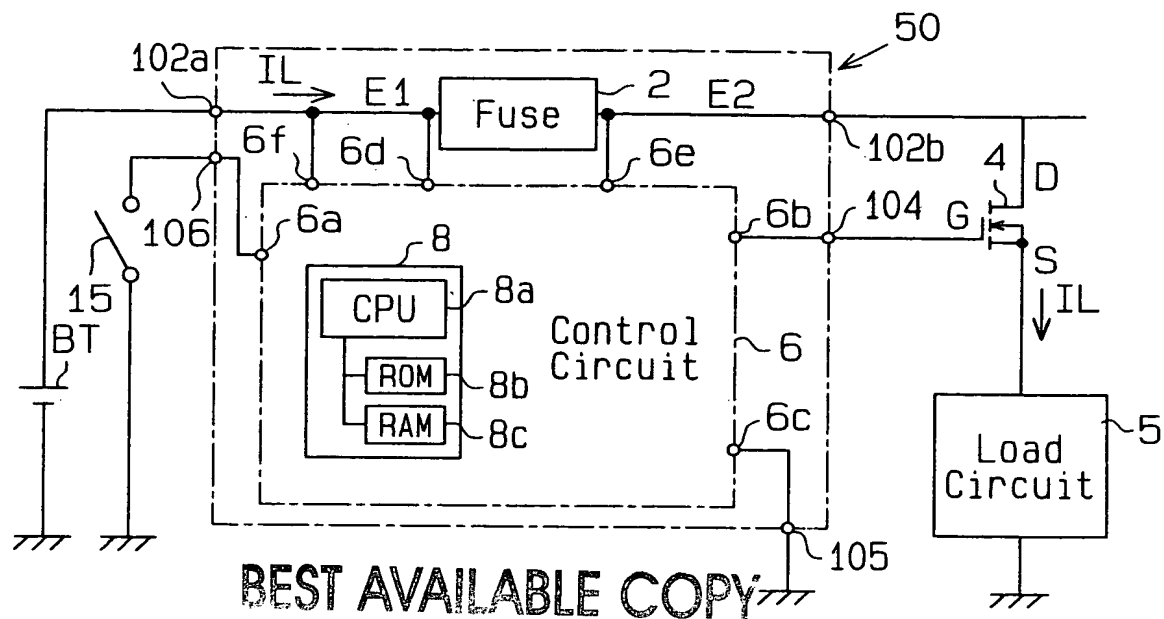 50
102a
IL
E1
2
E2
Fuse
6f
6d
6e
102b
4
D
106
6a
6b
104
G
S
15
8
CPU
8a
Control
Circuit
6
IL
BT
ROM
8b
RAM
8c
6c
Load
Circuit
5
105
BEST AVAILABLE COPY